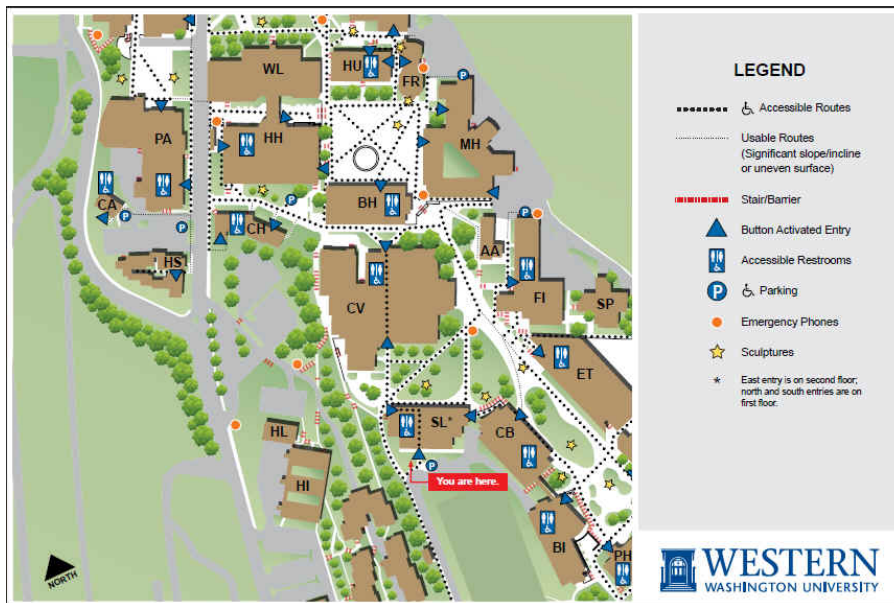 HU
FR
WL
MH
PA
HH
BH
CA
CH
AA
HS
CV
FI
SP
ET
SL*
CB
HL
HI
You are here.
BI
PH
NORTH
P
P
P
P
P
P
LEGEND
Accessible Routes
Usable Routes
(Significant slope/incline
or uneven surface)
Stair/Barrier
Button Activated Entry
Accessible Restrooms
P Parking
Emergency Phones
Sculptures
* East entry is on second floor;
north and south entries are on
first floor.
WESTERN
WASHINGTON UNIVERSITY